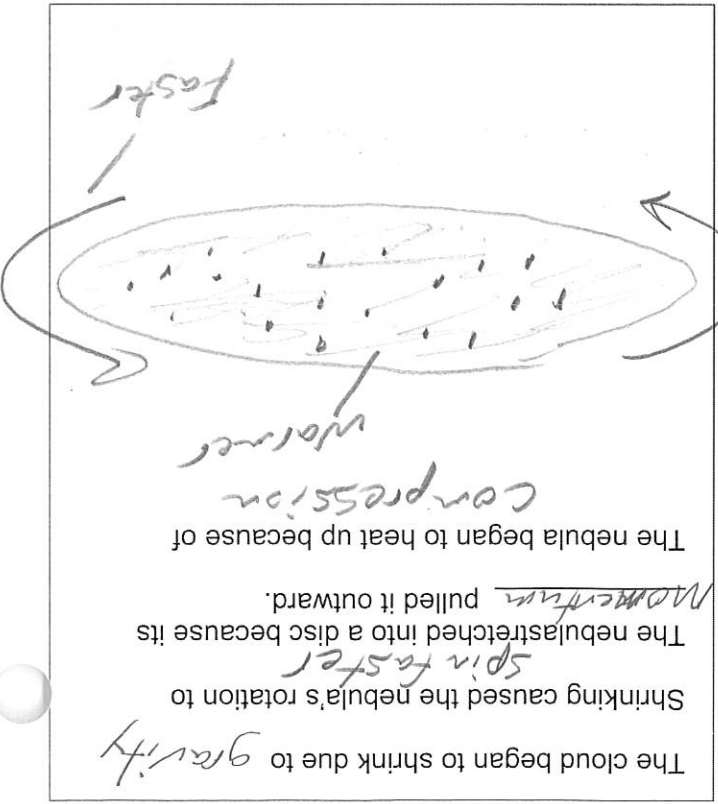 The cloud began to shrink due to gravity
Shrinking caused the nebula's rotation to
spin faster
The nebulastretched into a disc because its
Momentum pulled it outward.
The nebula began to heat up because of
Compression
warmer
Faster